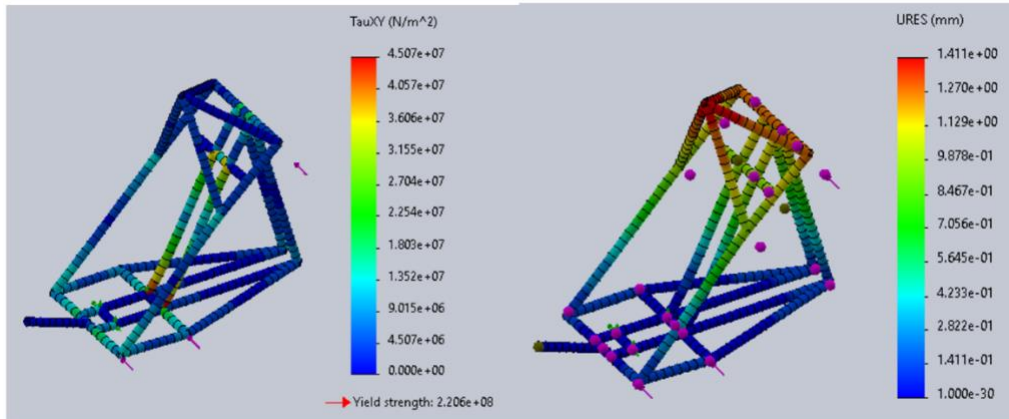 TauXY (N/m^2)
4.507e+07
4.057e+07
3.606e+07
3.155e+07
2.704e+07
2.254e+07
1.803e+07
1.352e+07
9.015e+06
4.507e+06
0.000e+00
Yield strength: 2.206e+08
URES (mm)
1.411e+00
1.270e+00
1.129e+00
9.878e-01
8.467e-01
7.056e-01
5.645e-01
4.233e-01
2.822e-01
1.411e-01
1.000e-30